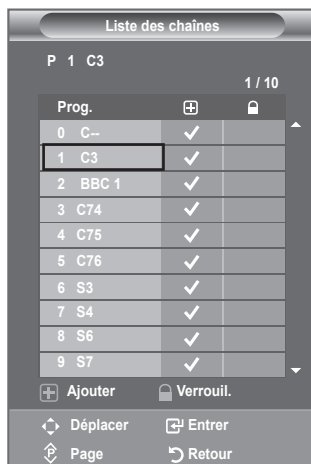 Liste des chaînes
P 1 C3
1 / 10
Prog.
0 C--
1 C3
2 BBC 1
3 C74
4 C75
5 C76
6 S3
7 S4
8 S6
9 S7
Ajouter Verrouil.
Déplacer Entrer
P Page Retour